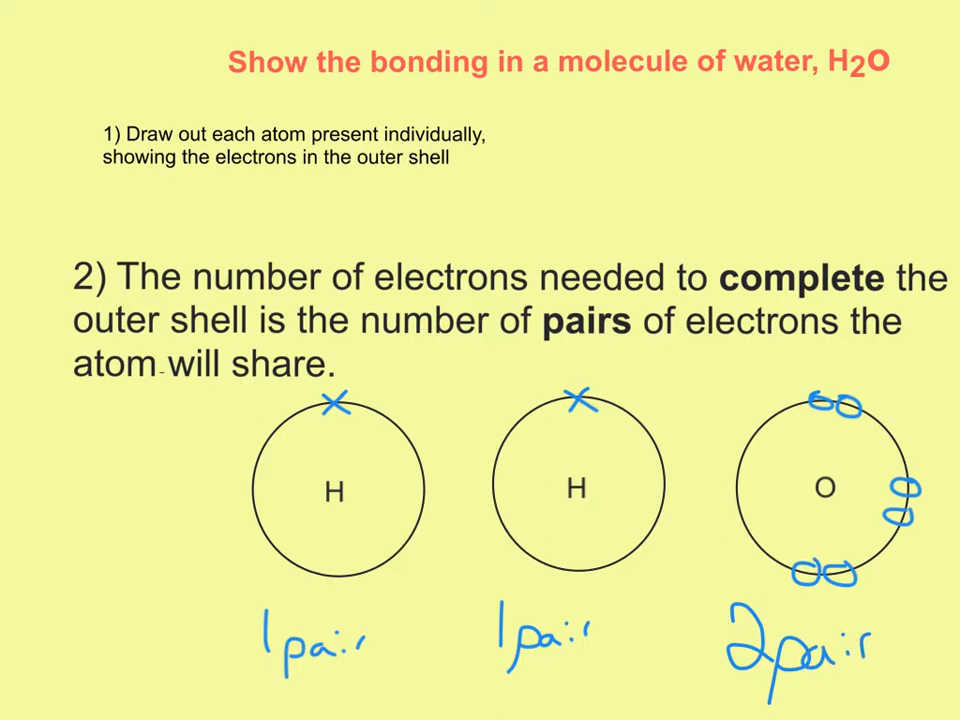 Show the bonding in a molecule of water, H2O
1) Draw out each atom present individually,
showing the electrons in the outer shell
2) The number of electrons needed to complete the
outer shell is the number of pairs of electrons the
atom will share.
H H O
1 pair 1 pair 2 pair